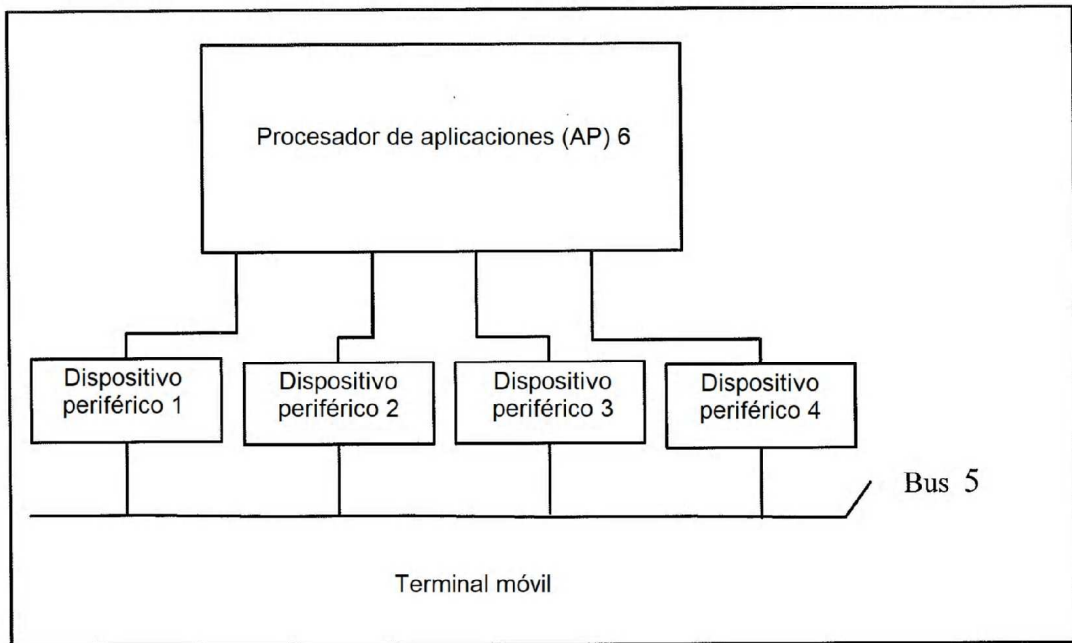 Procesador de aplicaciones (AP) 6
Dispositivo
periférico 1
Dispositivo
periférico 2
Dispositivo
periférico 3
Dispositivo
periférico 4
Bus 5
Terminal móvil